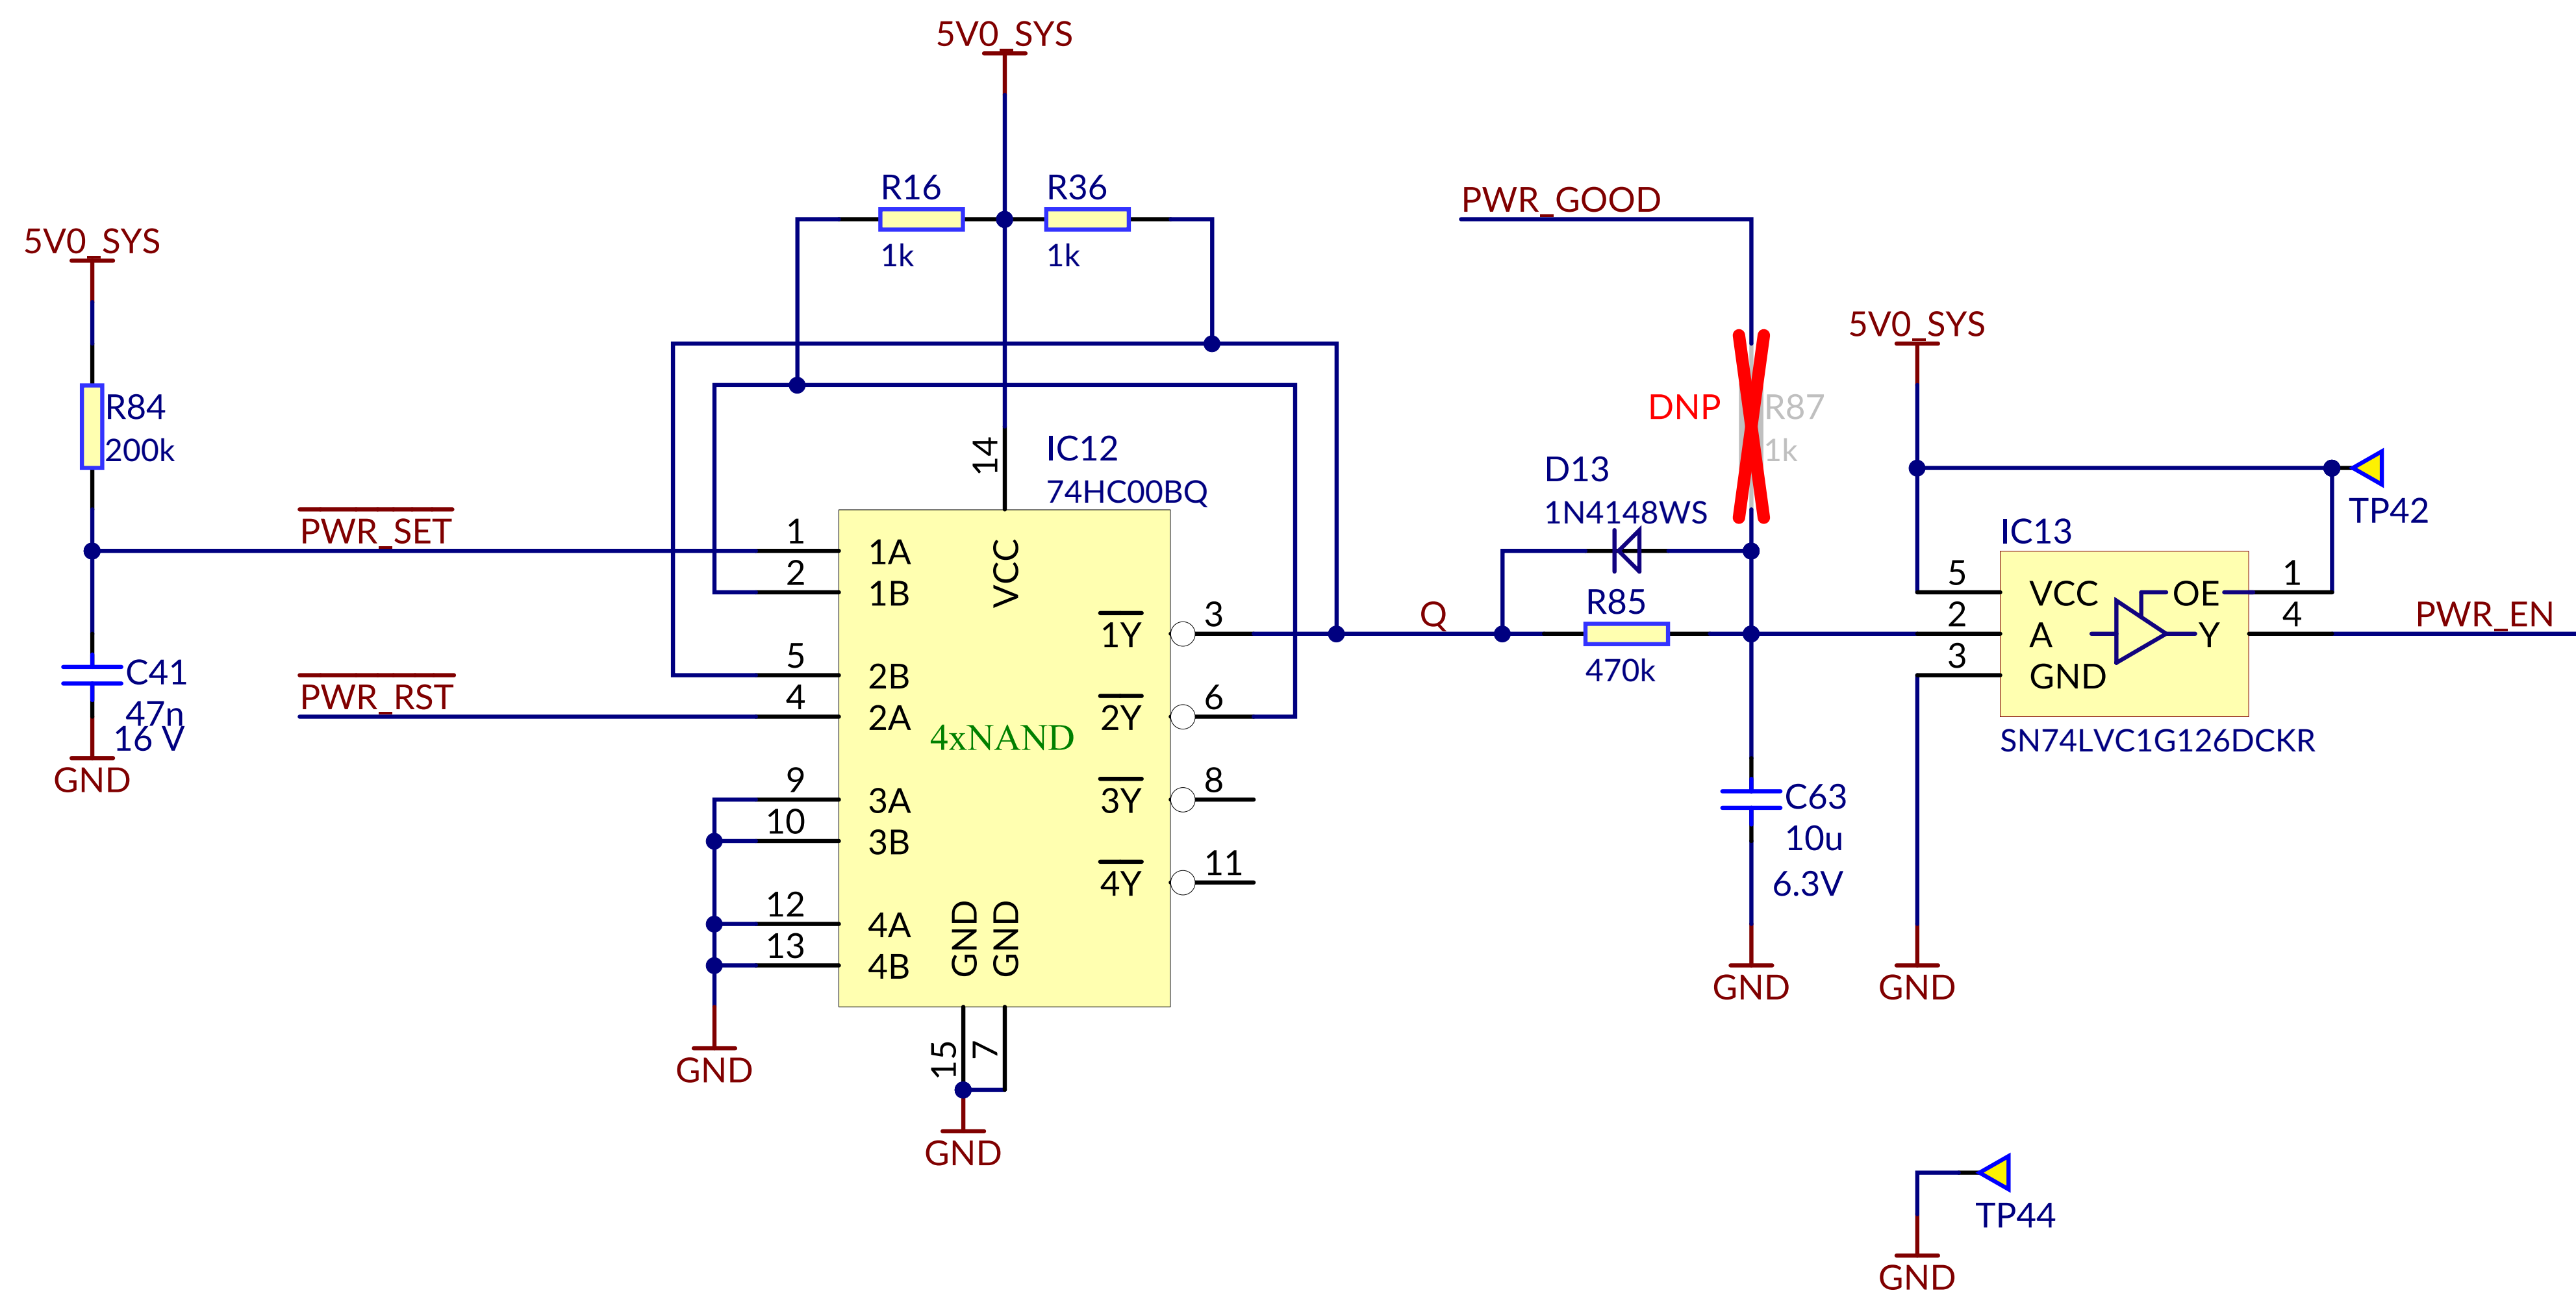 5V0_SYS
R16
1k
R36
1k
PWR_GOOD
5V0_SYS
R84
200k
5V0_SYS
DNP
R87
1k
14
IC12
74HC00BQ
D13
1N4148WS
TP42
PWR_SET
1
1A
2
1B
VCC
IC13
5
VCC
OE
1
2
A
Y
4
3
GND
PWR_EN
SN74LVC1G126DCKR
1Y
3
Q
R85
470k
5
2B
C41
47n
16 V
GND
PWR_RST
4
2A
2Y
6
4xNAND
9
3A
10
3B
3Y
8
C63
10u
6.3V
12
4A
13
4B
4Y
11
GND
GND
GND
GND
GND
15
7
GND
TP44
GND